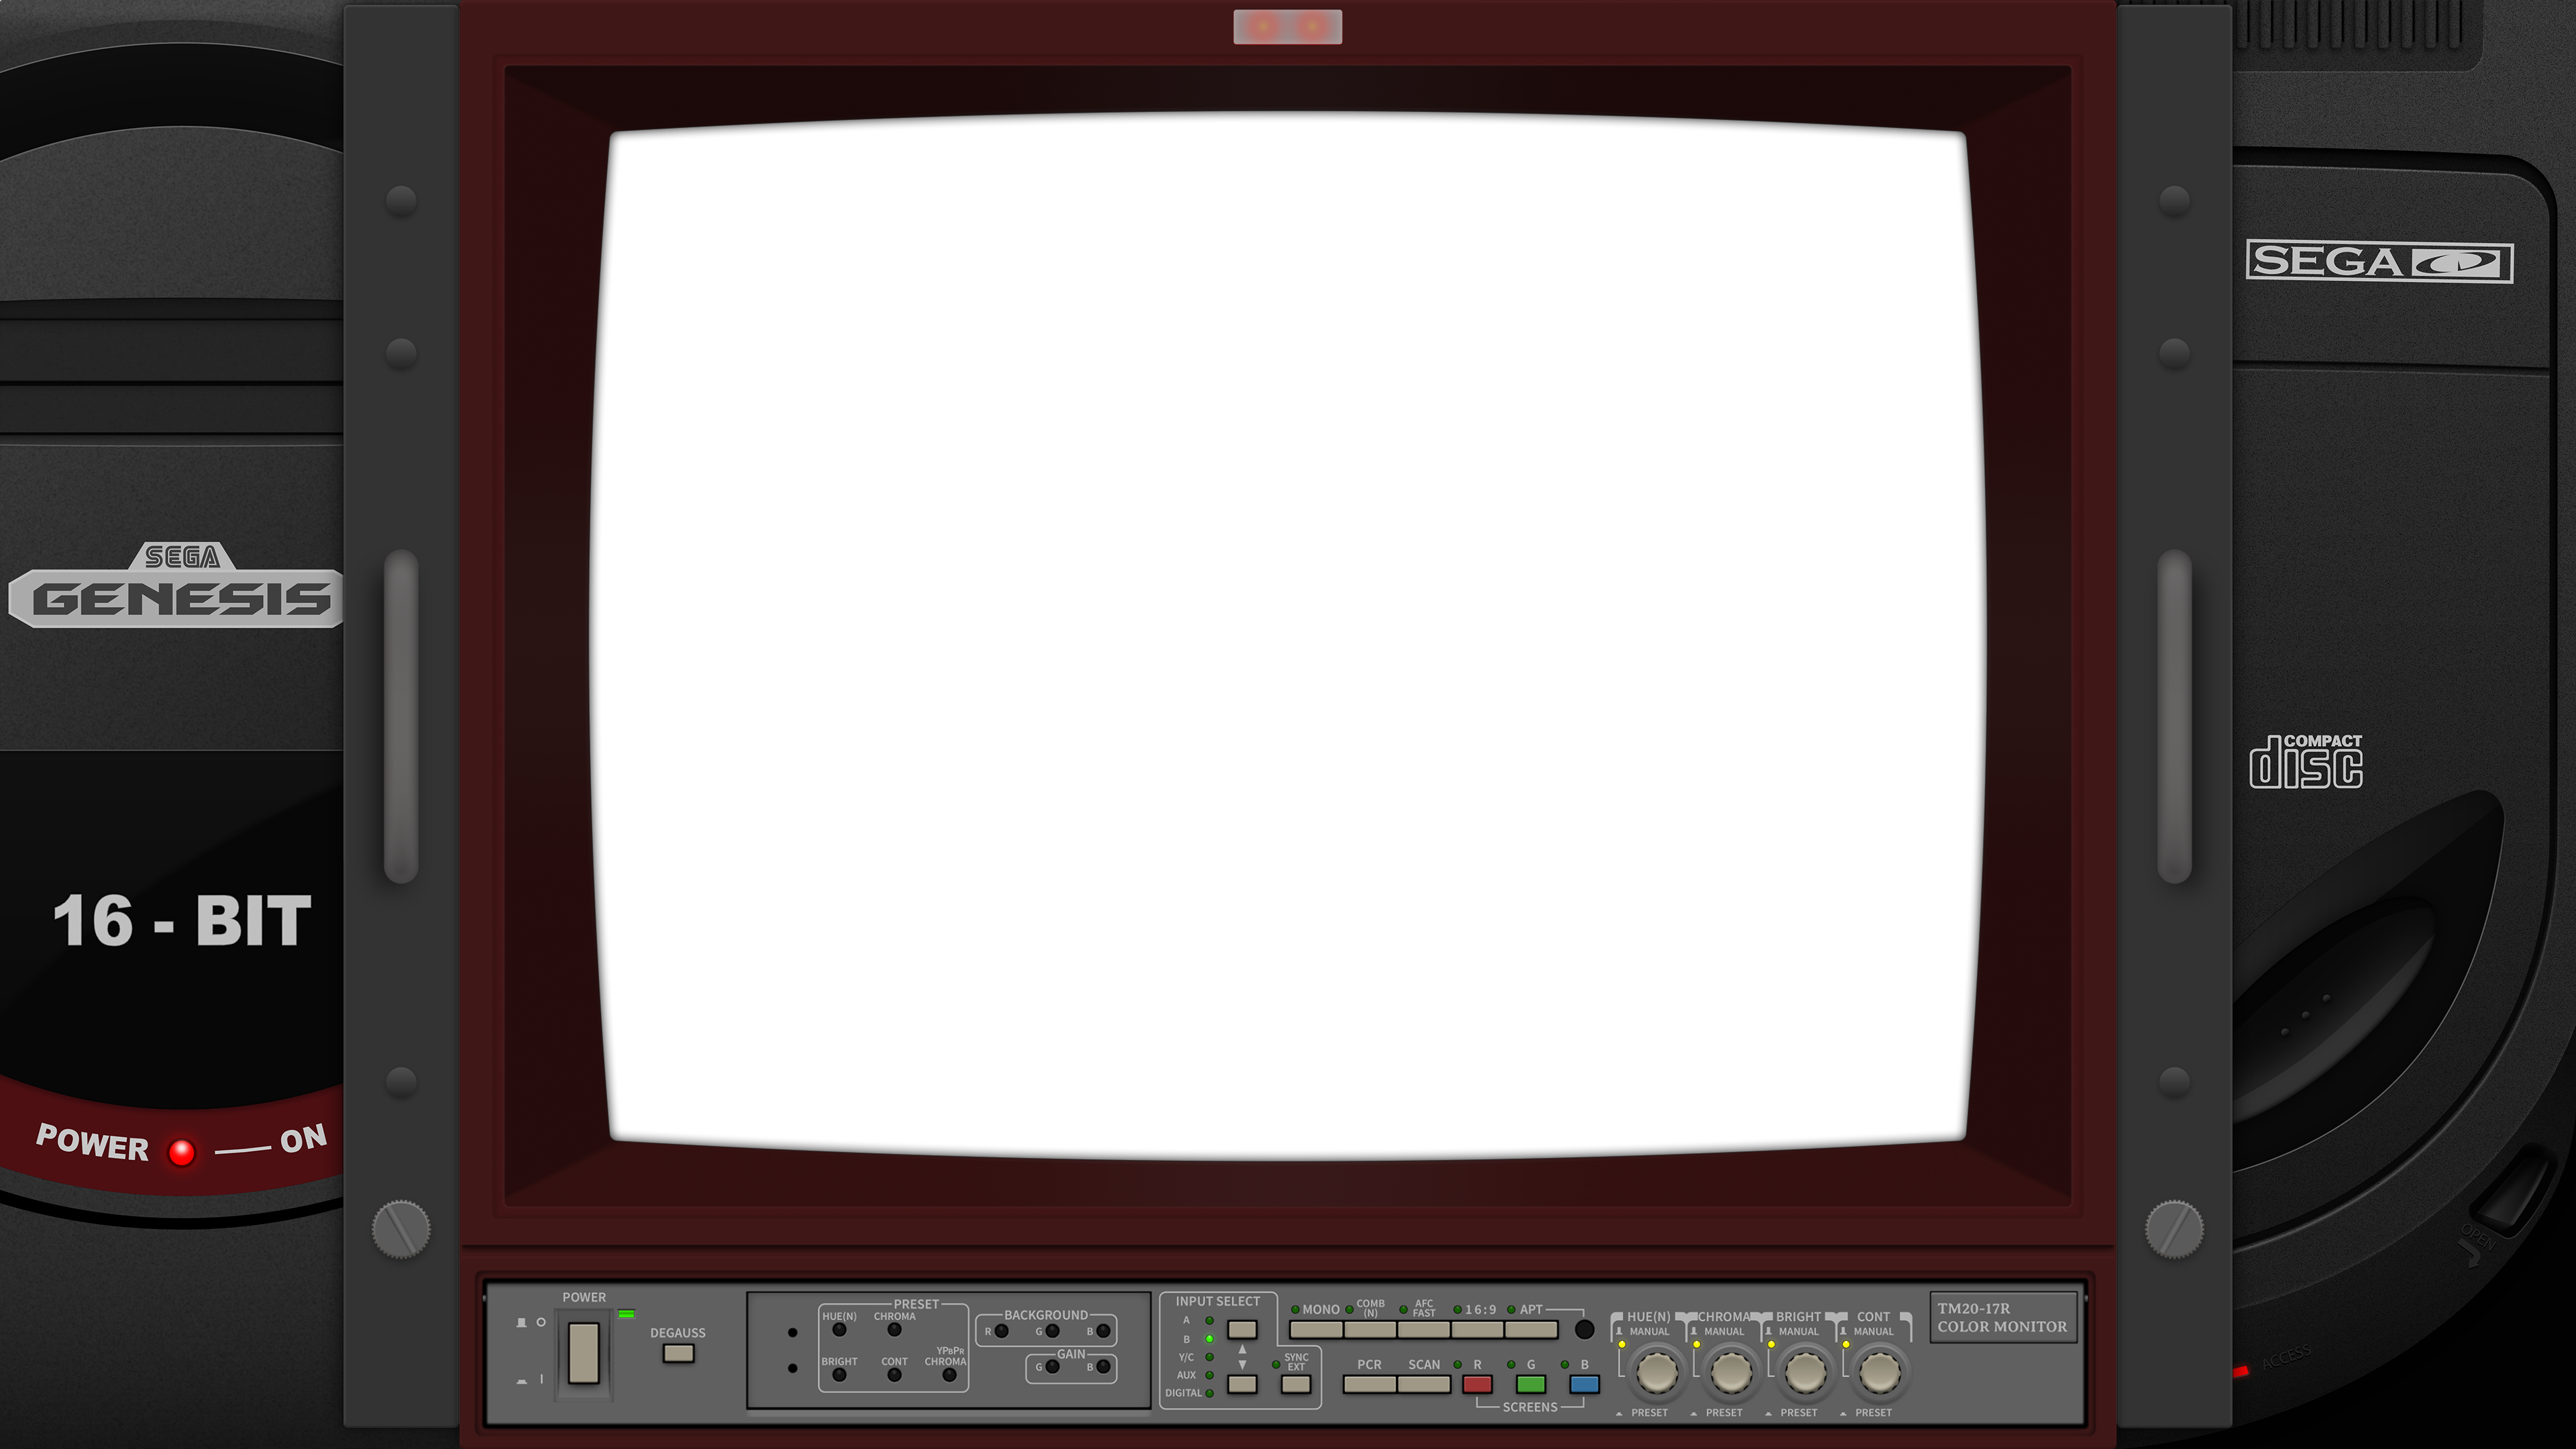 SEGA
GENESIS
16 - BIT
POWER
ON
SEGA
COMPACT
disc
OPEN
ACCESS
POWER
DEGAUSS
PRESET
HUE(N) CHROMA
BRIGHT CONT YPBPR CHROMA
BACKGROUND
R G B
GAIN
G B
INPUT SELECT
A
B
Y/C
AUX
DIGITAL
SYNC EXT
MONO COMB (N) AFC FAST 16:9 APT
PCR SCAN R G B
SCREENS
HUE(N) CHROMA BRIGHT CONT
MANUAL MANUAL MANUAL MANUAL
PRESET PRESET PRESET PRESET
TM20-17R
COLOR MONITOR